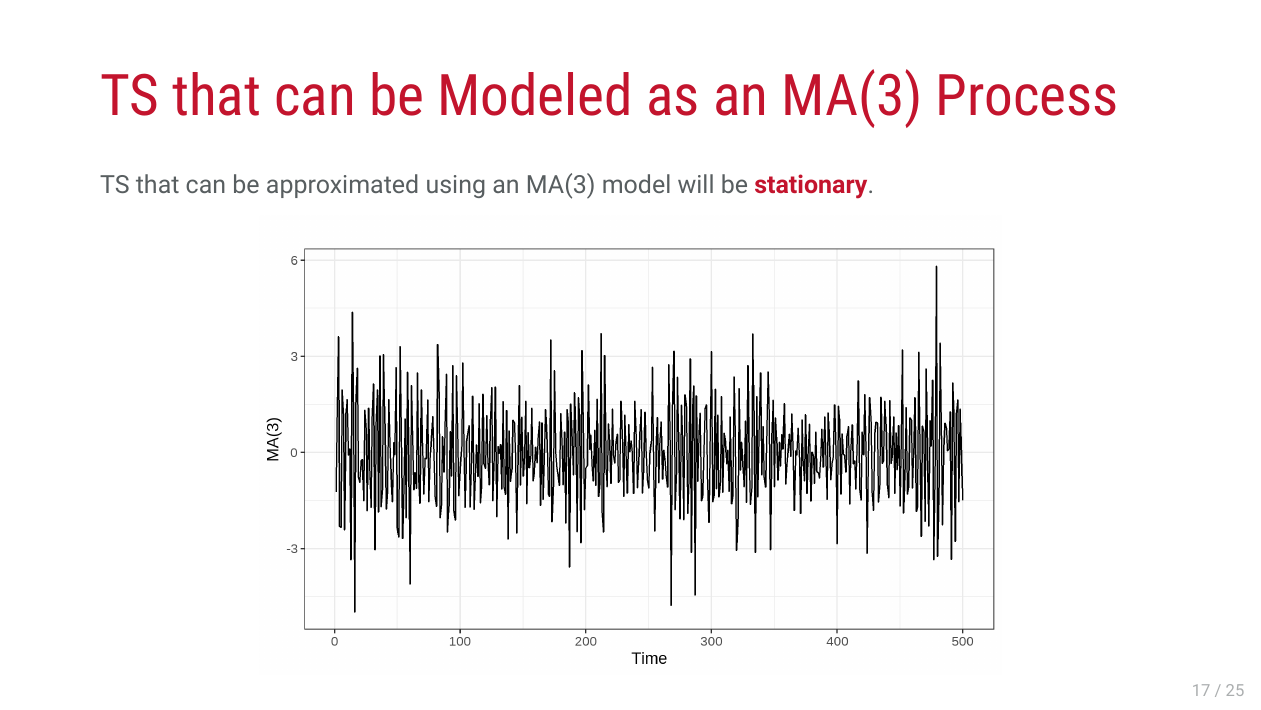 TS that can be Modeled as an MA(3) Process
TS that can be approximated using an MA(3) model will be stationary.
6
3
0
-3
MA(3)
0 100 200 300 400 500
Time
17 / 25